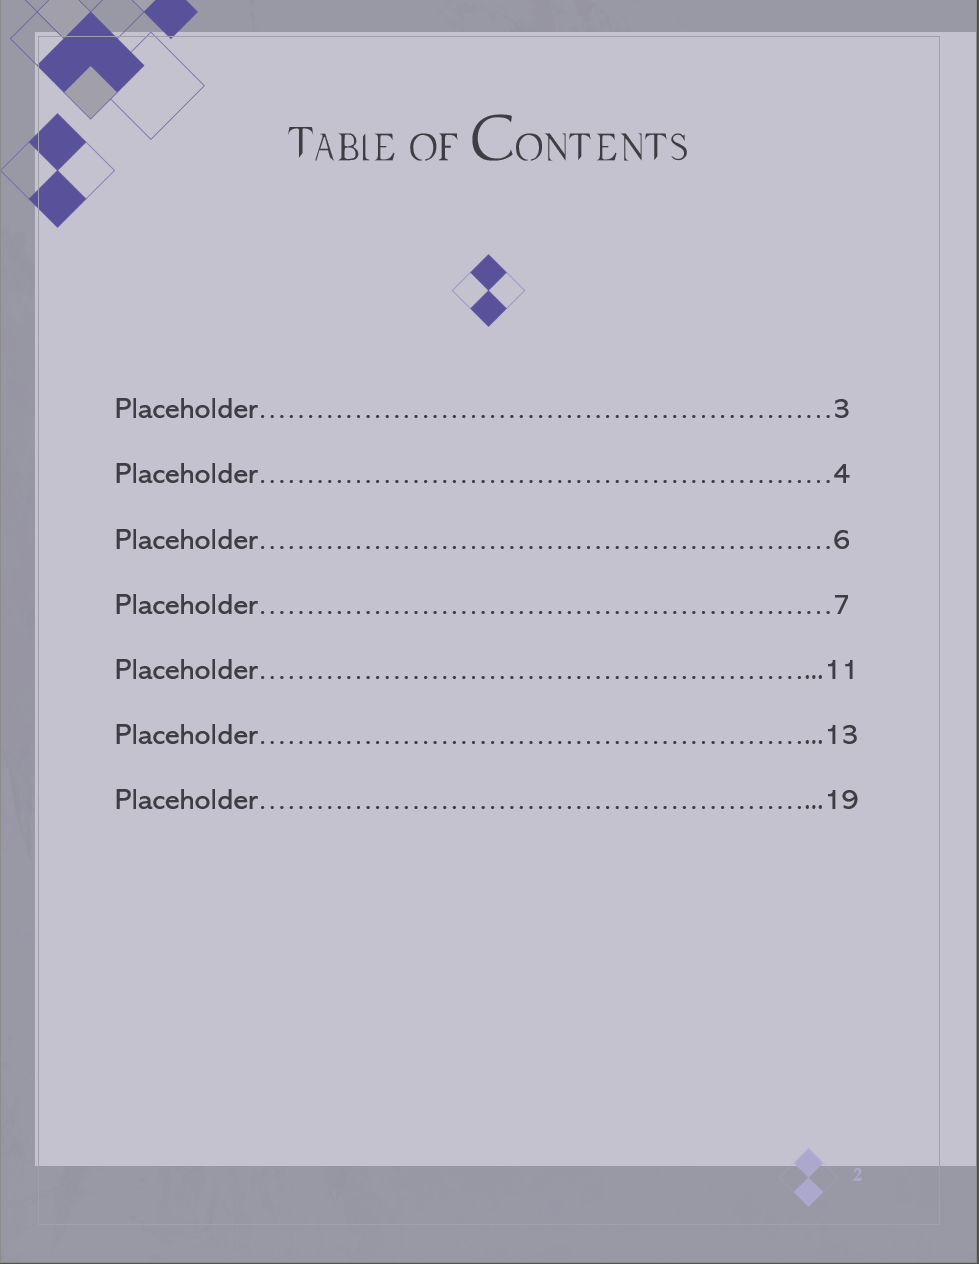 Table of Contents
Placeholder............................................................3
Placeholder............................................................4
Placeholder............................................................6
Placeholder............................................................7
Placeholder............................................................11
Placeholder............................................................13
Placeholder............................................................19
2